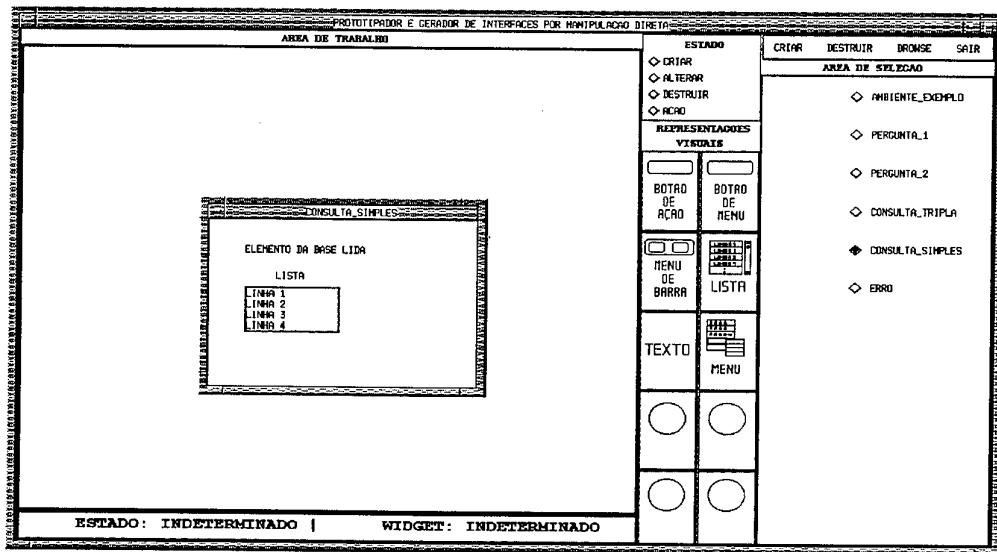 PROTOTIPADOR E GERADOR DE INTERFACES POR MANIPULACAO DIRETA
AREA DE TRABALHO
CONSULTA_SIMPLES
ELEMENTO DA BASE LIDA
LISTA
LINHA 1
LINHA 2
LINHA 3
LINHA 4
ESTADO: INDETERMINADO | WIDGET: INDETERMINADO
ESTADO
CRIAR
ALTERAR
DESTRUIR
ACAO
REPRESENTACOES
VISUAIS
BOTAO
DE
AÇAO
BOTAO
DE
MENU
MENU
DE
BARRA
LISTA
TEXTO
MENU
CRIAR DESTRUIR BROWSE SAIR
AREA DE SELECAO
AMBIENTE_EXEMPLO
PERGUNTA_1
PERGUNTA_2
CONSULTA_TRIPLA
CONSULTA_SIMPLES
ERRO